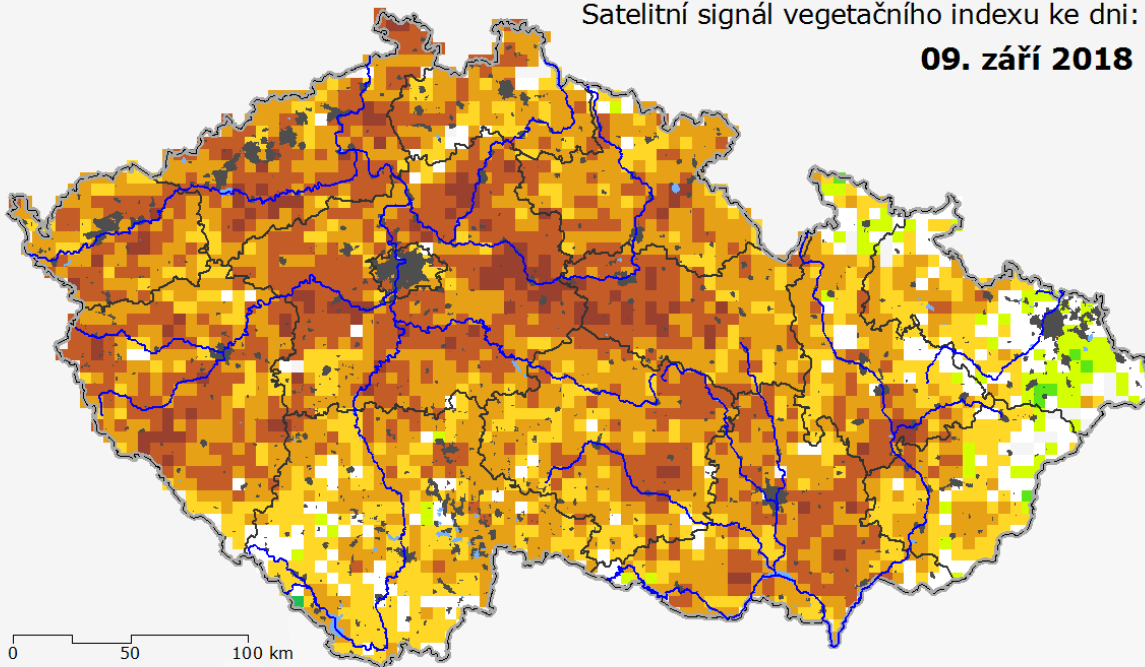 Satelitní signál vegetačního indexu ke dni:
09. září 2018
0 50 100 km